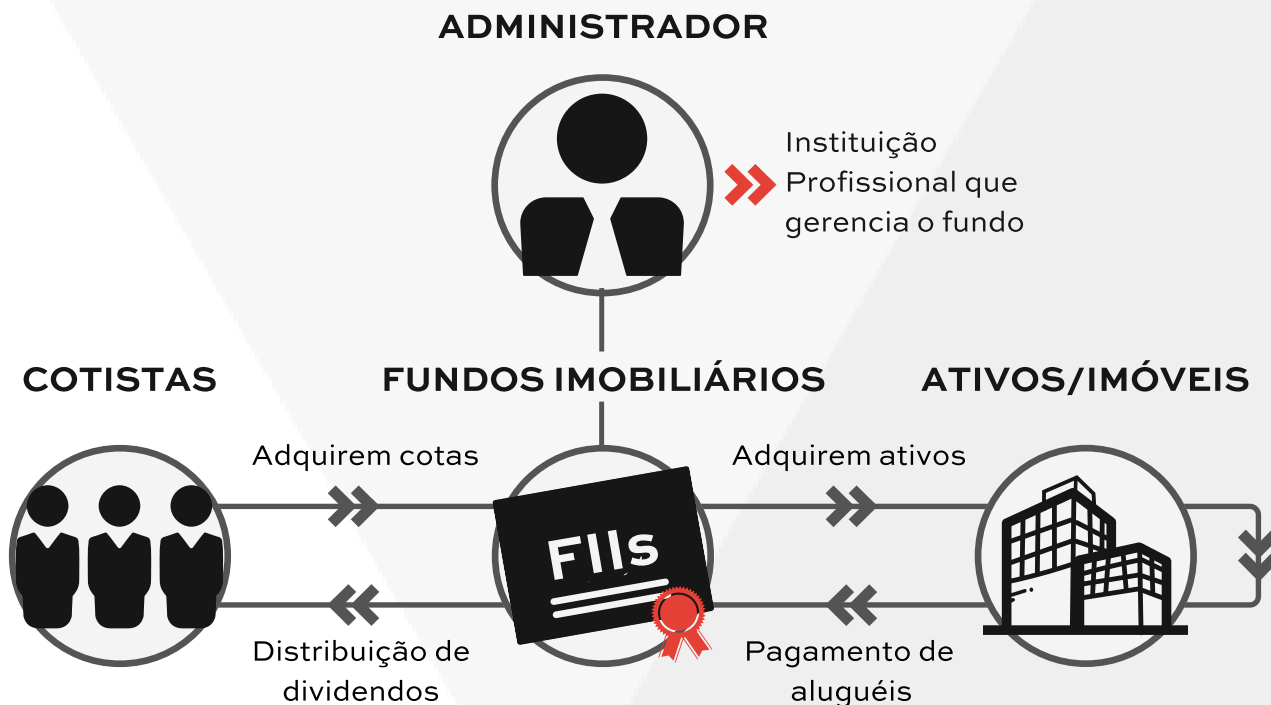 ADMINISTRADOR
Instituição
Profissional que
gerencia o fundo
COTISTAS
FUNDOS IMOBILIÁRIOS
ATIVOS/IMÓVEIS
Adquirem cotas
Adquirem ativos
FIIs
Distribuição de
dividendos
Pagamento de
aluguéis